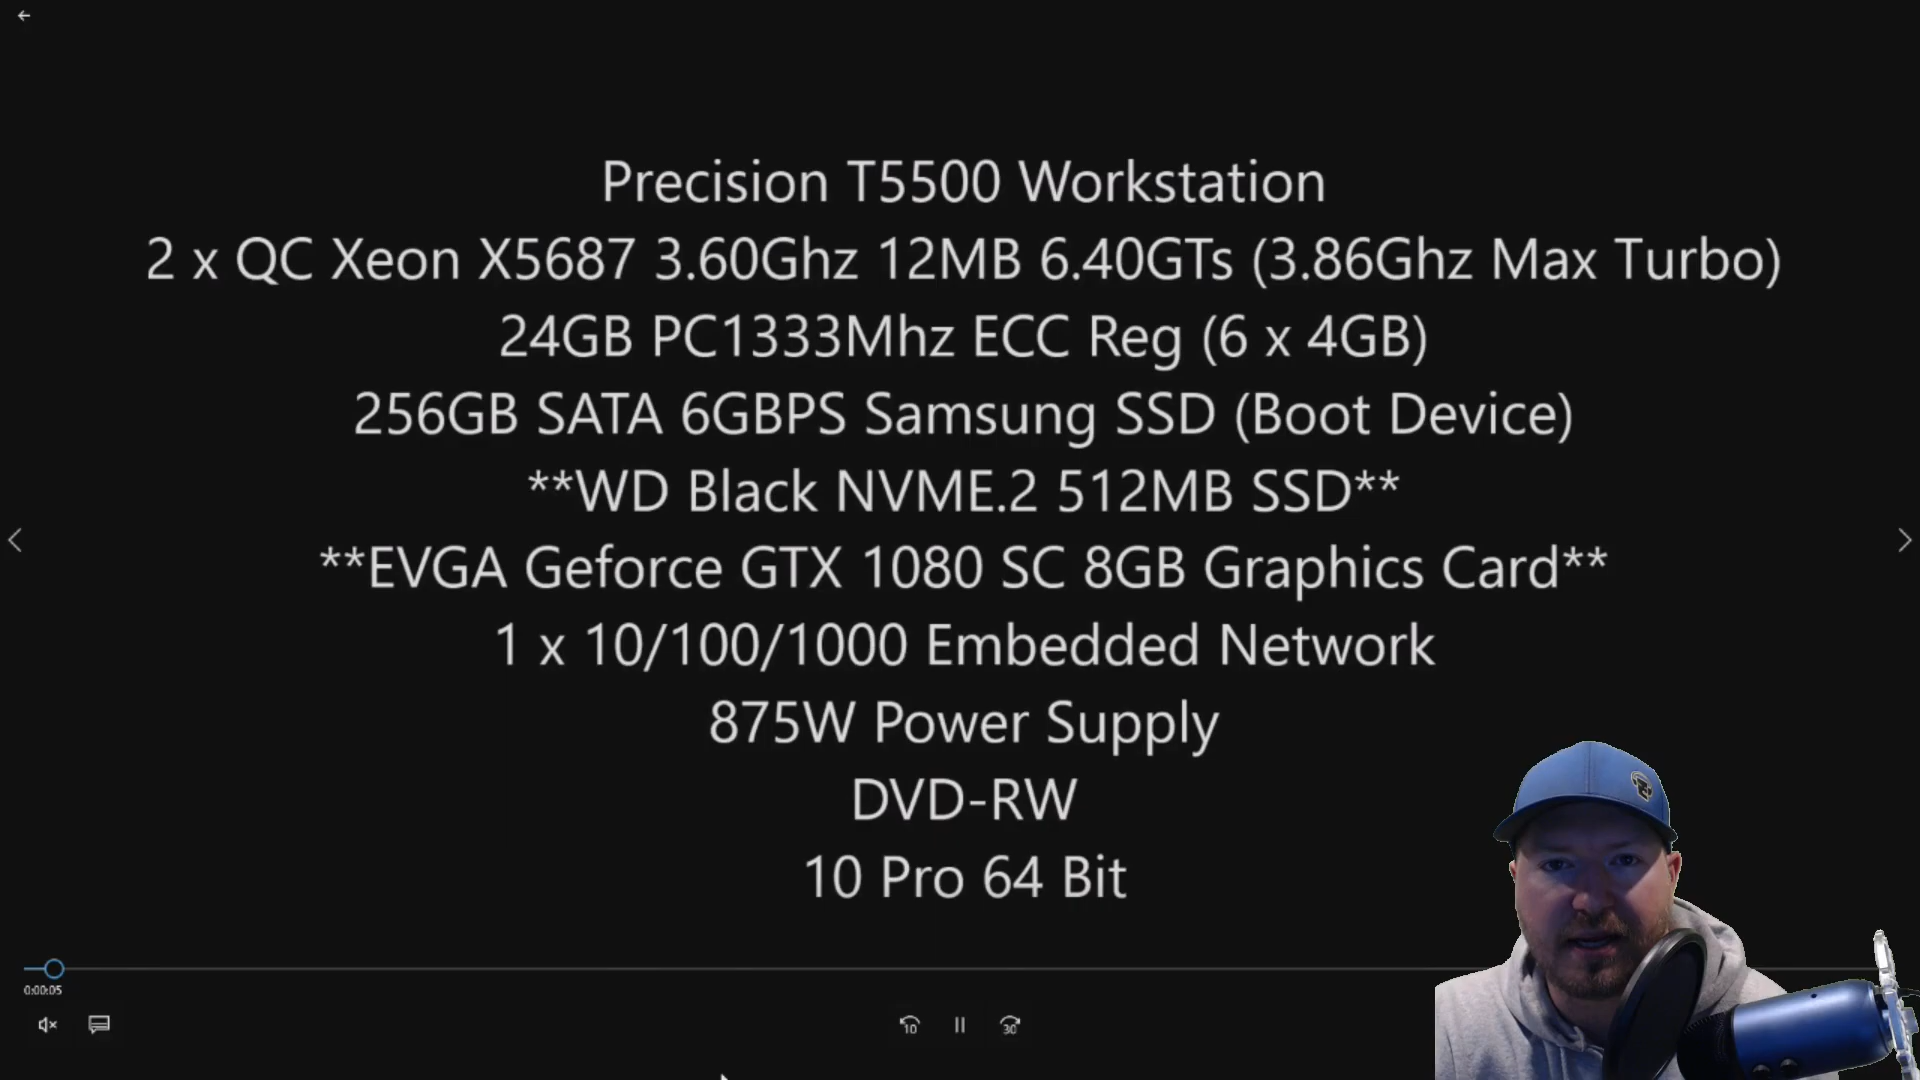 Precision T5500 Workstation
2 x QC Xeon X5687 3.60Ghz 12MB 6.40GTs (3.86Ghz Max Turbo)
24GB PC1333Mhz ECC Reg (6 x 4GB)
256GB SATA 6GBPS Samsung SSD (Boot Device)
**WD Black NVME.2 512MB SSD**
**EVGA Geforce GTX 1080 SC 8GB Graphics Card**
1 x 10/100/1000 Embedded Network
875W Power Supply
DVD-RW
10 Pro 64 Bit
0:00:05
10
30